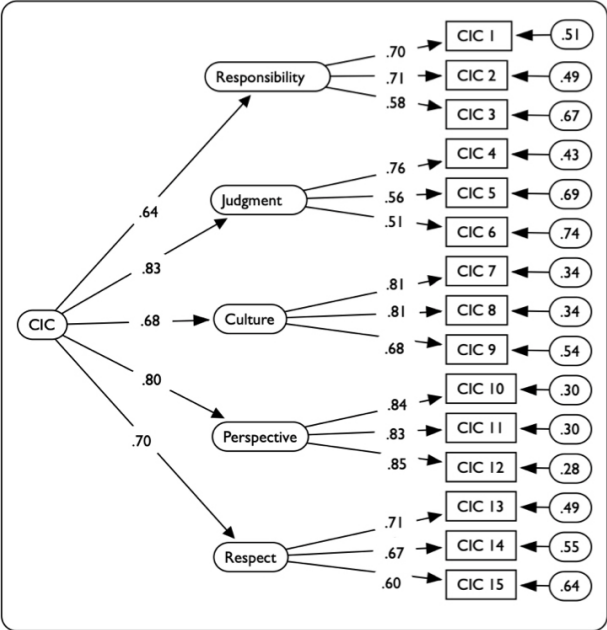 .70 CIC 1 .51
Responsibility .71 CIC 2 .49
.58 CIC 3 .67
.76 CIC 4 .43
Judgment .56 CIC 5 .69
.51 CIC 6 .74
.64
.83
.81 CIC 7 .34
CIC .68 Culture .81 CIC 8 .34
.68 CIC 9 .54
.80
.70
.84 CIC 10 .30
Perspective .83 CIC 11 .30
.85 CIC 12 .28
.71 CIC 13 .49
Respect .67 CIC 14 .55
.60 CIC 15 .64